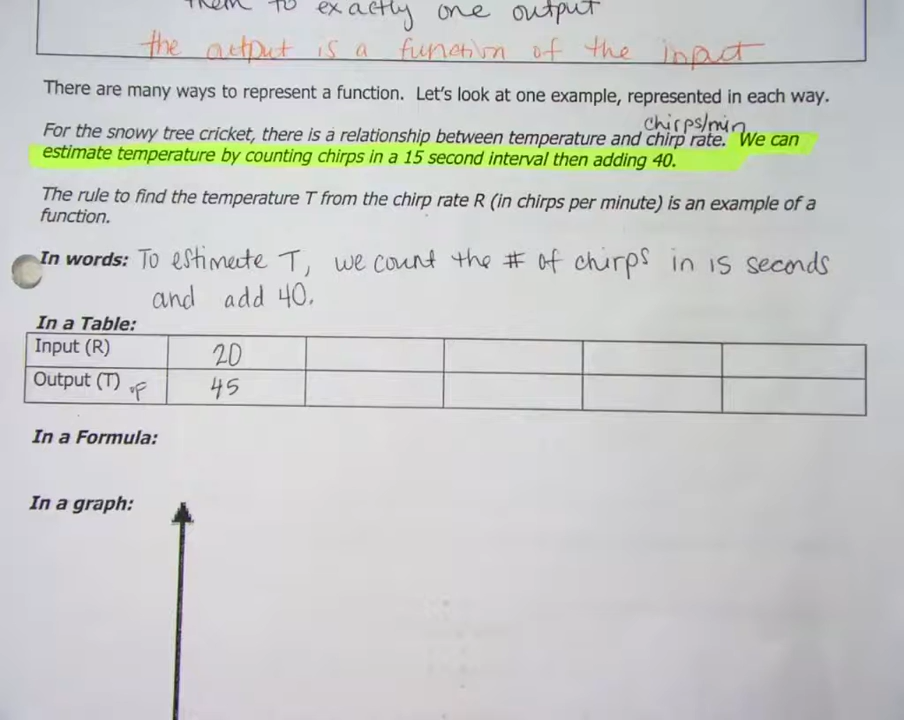 them to exactly one output
the output is a function of the input
There are many ways to represent a function. Let's look at one example, represented in each way.
chirps/min
For the snowy tree cricket, there is a relationship between temperature and chirp rate. We can
estimate temperature by counting chirps in a 15 second interval then adding 40.
The rule to find the temperature T from the chirp rate R (in chirps per minute) is an example of a
function.
In words: To estimate T, we count the # of chirps in 15 seconds
and add 40.
In a Table:
Input (R) 20
Output (T) °F 45
In a Formula:
In a graph: